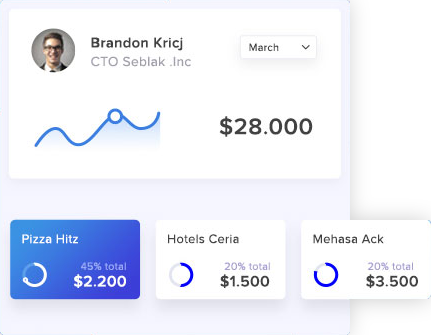 Brandon Kricj
CTO Seblak .Inc
March
$28.000
Pizza Hitz
45% total
$2.200
Hotels Ceria
20% total
$1.500
Mehasa Ack
20% total
$3.500